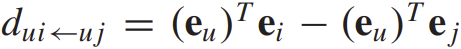 d_{ui←uj} = (e_u)^T e_i − (e_u)^T e_j